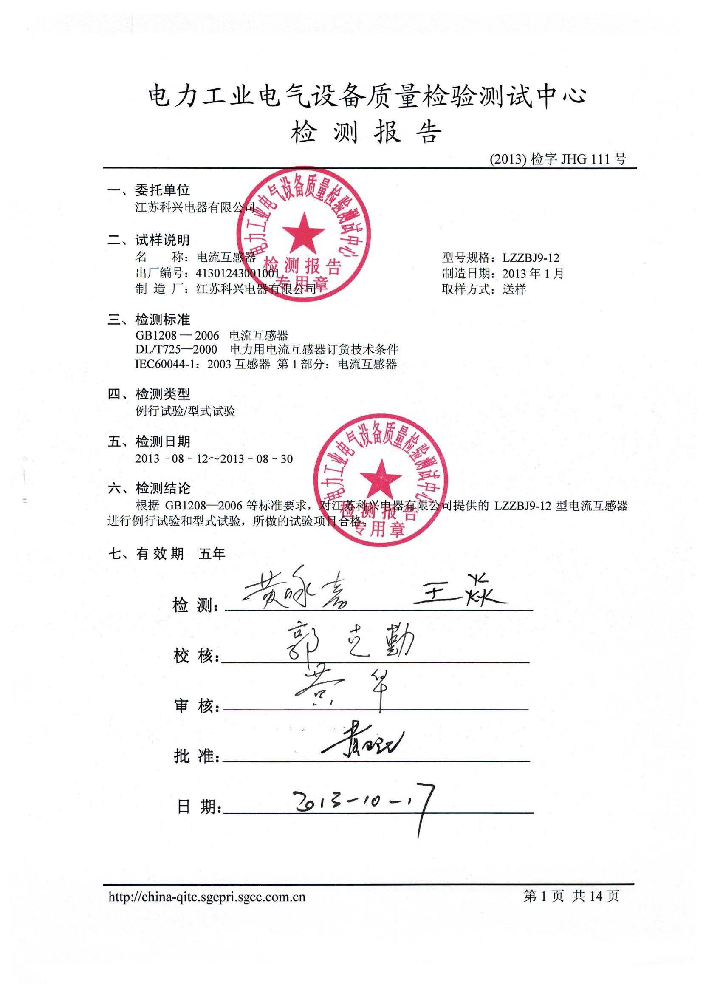 电力工业电气设备质量检验测试中心
检测报告
(2013) 检字 JHG 111 号
一、委托单位
江苏科兴电器有限公司
二、试样说明
名 称：电流互感器 型号规格：LZZBJ9-12
出厂编号：41301243001001 制造日期：2013 年 1 月
制 造 厂：江苏科兴电器有限公司 取样方式：送样
电力工业电气设备质量检验测试中心
检测报告
专用章
三、检测标准
GB1208 — 2006 电流互感器
DL/T725—2000 电力用电流互感器订货技术条件
IEC60044-1：2003 互感器 第 1 部分：电流互感器
四、检测类型
例行试验/型式试验
五、检测日期
2013－08－12～2013－08－30
六、检测结论
根据 GB1208—2006 等标准要求，对江苏科兴电器有限公司提供的 LZZBJ9-12 型电流互感器
进行例行试验和型式试验，所做的试验项目合格。
电力工业电气设备质量检验测试中心
检测报告
专用章
七、有 效 期 五年
检 测: 黄咏嘉 王焱
校 核: 郭克勤
审 核: 黄华
批 准:
日 期: 2013-10-17
http://china-qitc.sgepri.sgcc.com.cn 第 1 页 共 14 页